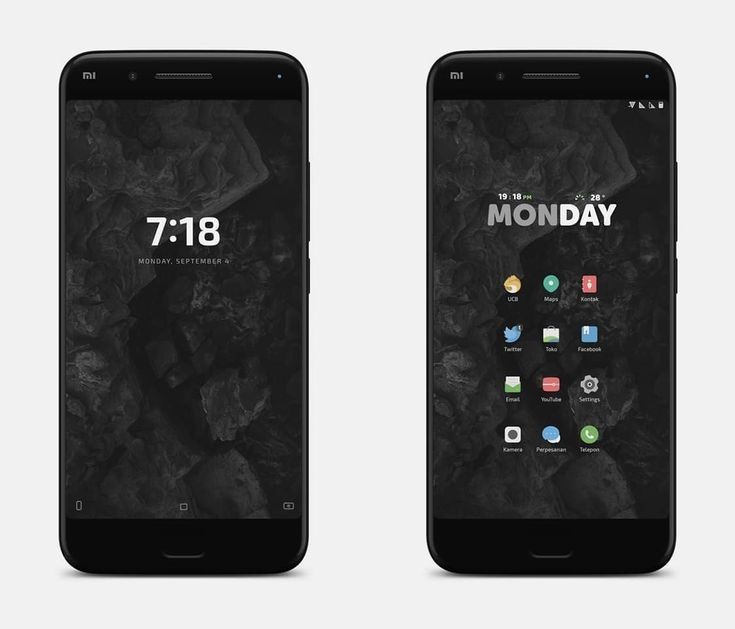 MI
7:18
MONDAY, SEPTEMBER 4
MI
19:18 PM 28°
MONDAY
UCB Maps Kontak
Twitter Toko Facebook
Email YouTube Settings
Kamera Perpesanan Telepon